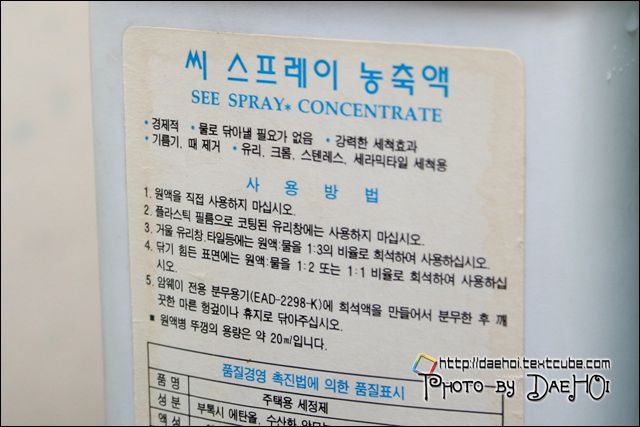 씨 스프레이 농축액
SEE SPRAY* CONCENTRATE
• 경제적 • 물로 닦아낼 필요가 없음 • 강력한 세척효과
• 기름기, 때 제거 • 유리, 크롬, 스텐레스, 세라믹타일 세척용
사 용 방 법
1. 원액을 직접 사용하지 마십시오.
2. 플라스틱 필름으로 코팅된 유리창에는 사용하지 마십시오.
3. 거울 유리창.타일등에는 원액:물을 1:3의 비율로 희석하여 사용하십시오.
4. 닦기 힘든 표면에는 원액:물을 1:2 또는 1:1 비율로 희석하여 사용하십
시오.
5. 암웨이 전용 분무용기(EAD-2298-K)에 희석액을 만들어서 분무한 후 깨
끗한 마른 헝겊이나 휴지로 닦아주십시오.
■ 원액병 뚜껑의 용량은 약 20㎖입니다.
품질경영 촉진법에 의한 품질표시
품 명 주택용 세정제
성 분 부톡시 에탄올, 수산화
액 성
http://daehoi.textcube.com
Photo by DaeHoi